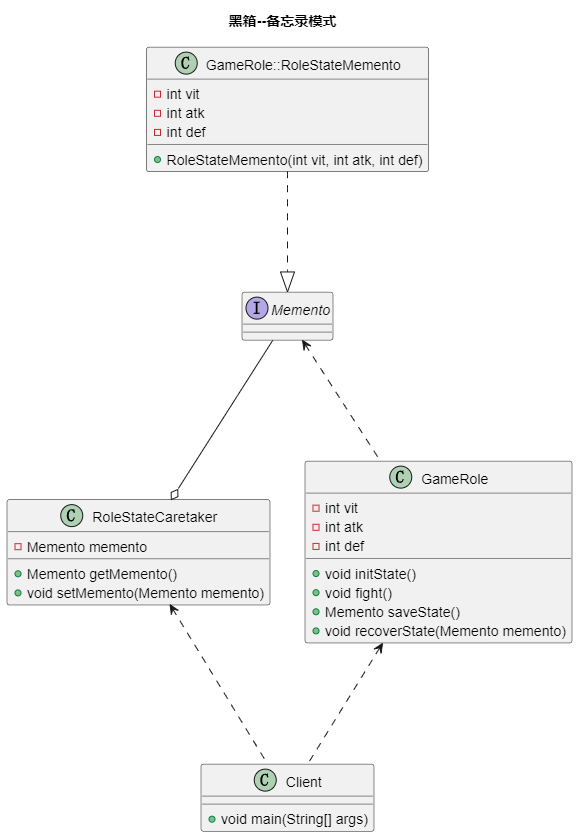 黑箱--备忘录模式
C GameRole::RoleStateMemento
int vit
int atk
int def
RoleStateMemento(int vit, int atk, int def)
I Memento
C RoleStateCaretaker
Memento memento
Memento getMemento()
void setMemento(Memento memento)
C GameRole
int vit
int atk
int def
void initState()
void fight()
Memento saveState()
void recoverState(Memento memento)
C Client
void main(String[] args)